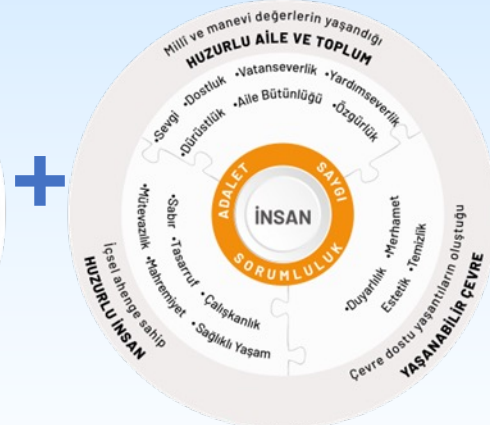 Millî ve manevi değerlerin yaşandığı
HUZURLU AİLE VE TOPLUM
•Sevgi •Dostluk •Vatanseverlik •Yardımseverlik
•Dürüstlük •Aile Bütünlüğü •Özgürlük
ADALET SAYGI SORUMLULUK
İNSAN
•Mütevazılık •Mahremiyet • Sağlıklı Yaşam
•Sabır •Tasarruf • Çalışkanlık
İçsel ahenge sahip
HUZURLU İNSAN
•Duyarlılık •Merhamet
Estetik •Temizlik
Çevre dostu yaşantıların oluştuğu
YAŞANABİLİR ÇEVRE
+